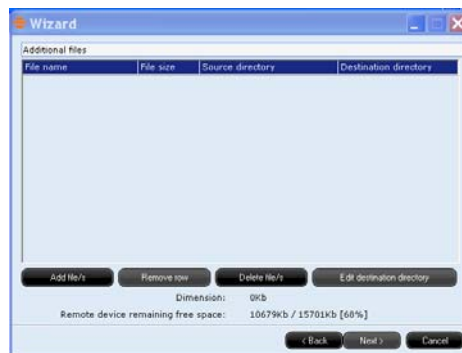 Wizard
Additional files
File name File size Source directory Destination directory
Add file/s Remove row Delete file/s Edit destination directory
Dimension: 0Kb
Remote device remaining free space: 10679Kb / 15701Kb [68%]
< Back Next > Cancel